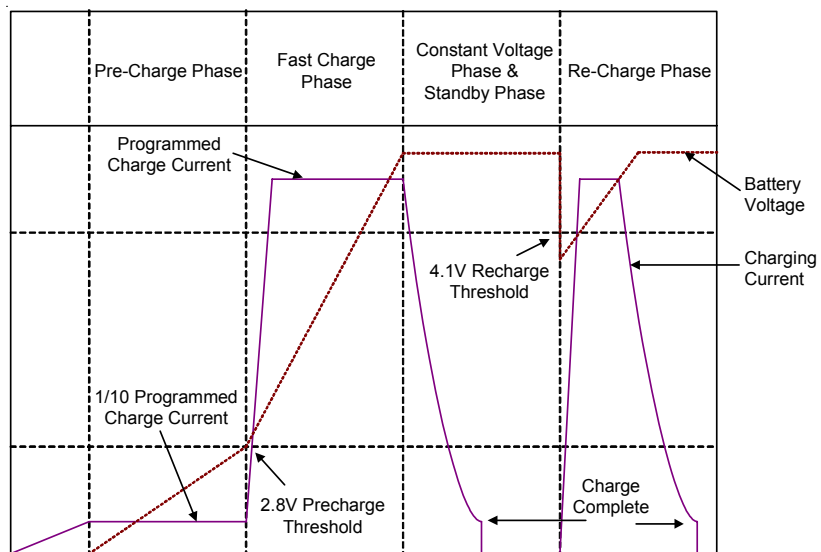 Pre-Charge Phase
Fast Charge
Phase
Constant Voltage
Phase &
Standby Phase
Re-Charge Phase
Programmed
Charge Current
Battery
Voltage
4.1V Recharge
Threshold
Charging
Current
1/10 Programmed
Charge Current
2.8V Precharge
Threshold
Charge
Complete